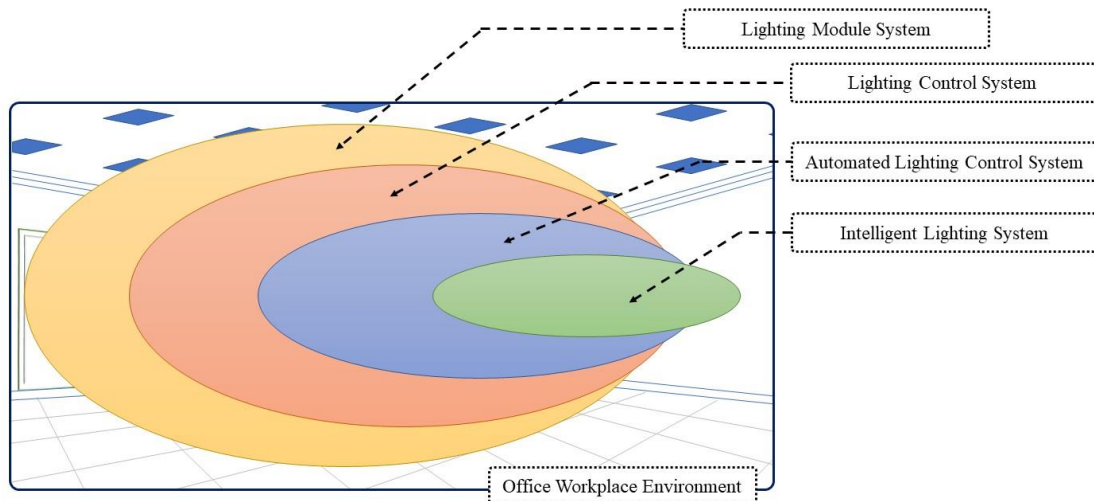 Lighting Module System
Lighting Control System
Automated Lighting Control System
Intelligent Lighting System
Office Workplace Environment